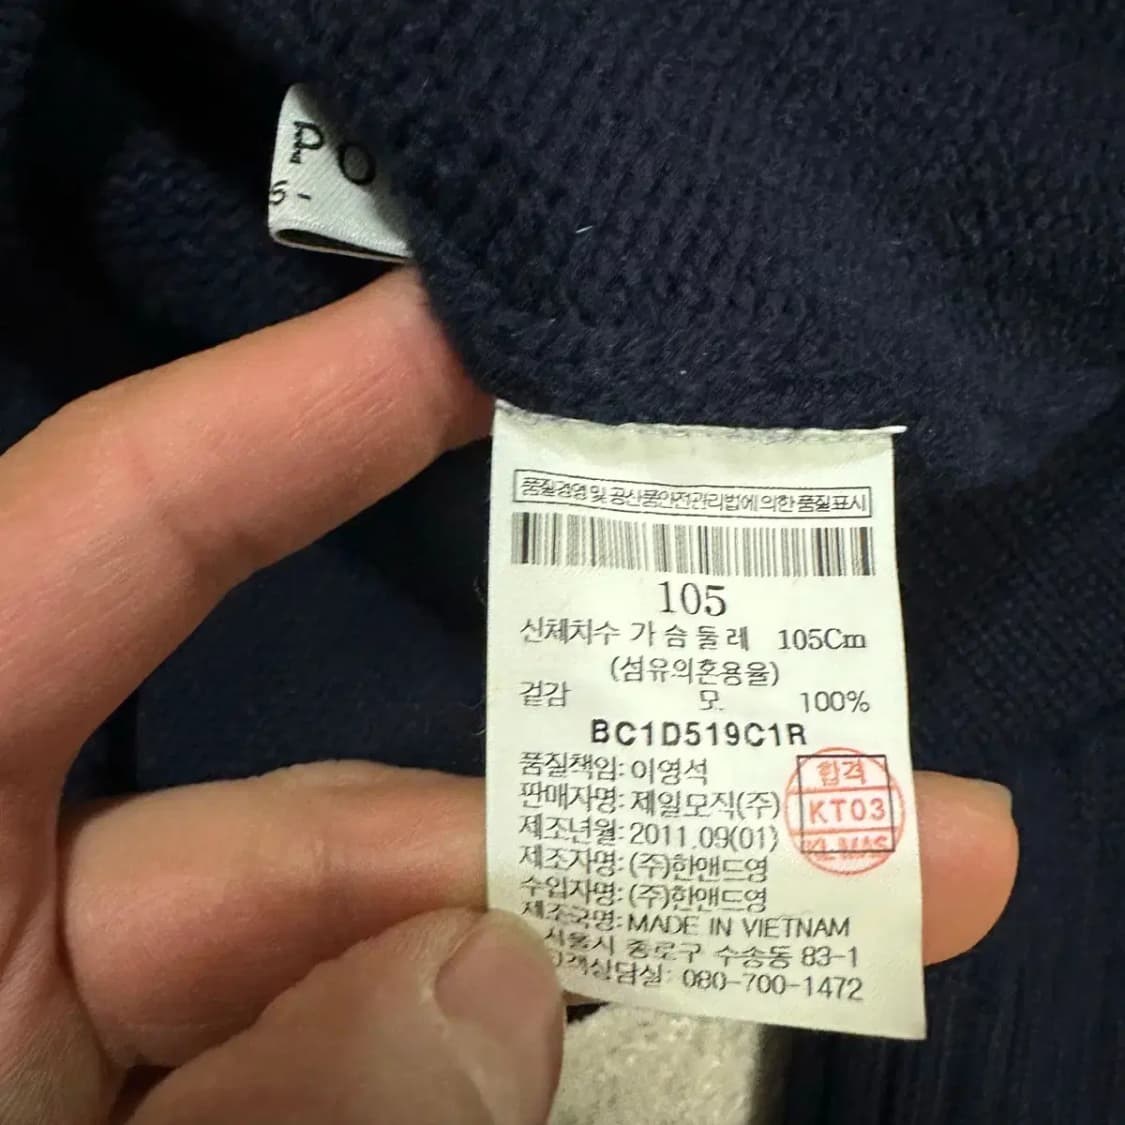 PO
품질경영 및 공산품안전관리법에 의한 품질표시
105
신체치수 가슴둘레 105Cm
(섬유의혼용율)
겉감 모. 100%
BC1D519C1R
품질책임: 이영석
판매자명: 제일모직(주)
제조년월: 2011.09(01)
제조자명: (주)한앤드영
수입자명: (주)한앤드영
제조국명: MADE IN VIETNAM
서울시 종로구 수송동 83-1
고객상담실: 080-700-1472
합격
KT03